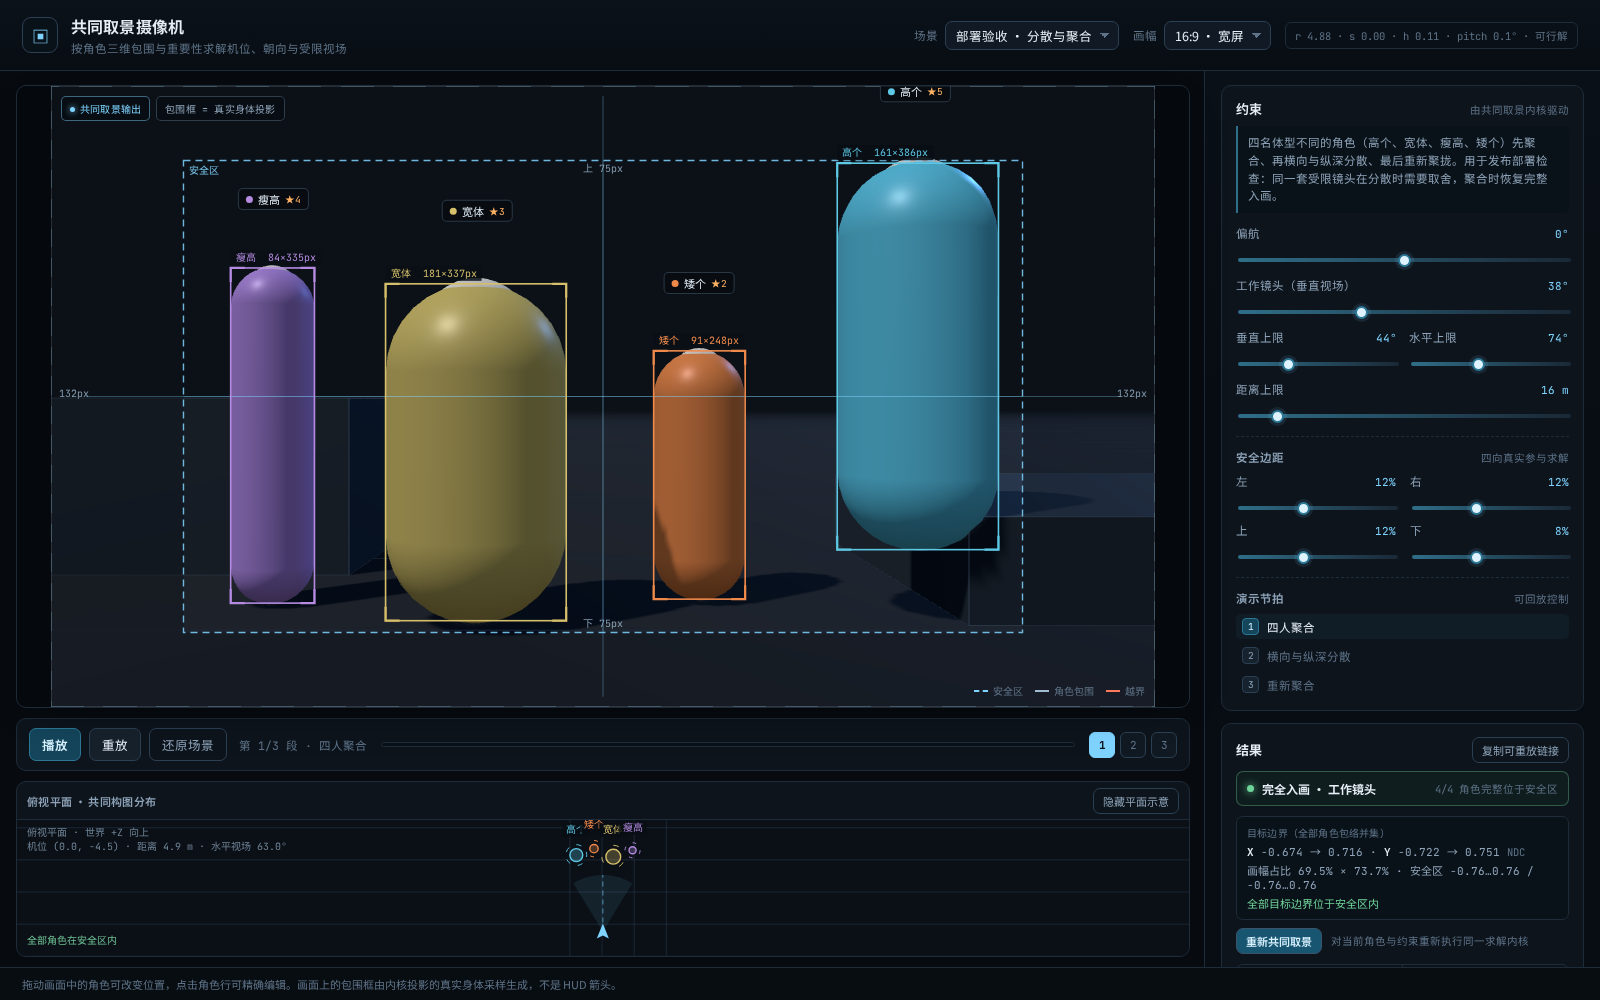 共同取景摄像机
按角色三维包围与重要性求解机位、朝向与受限视场
场景
部署验收 · 分散与聚合
画幅
16:9 · 宽屏
r 4.88 · s 0.00 · h 0.11 · pitch 0.1° · 可行解
共同取景输出
包围框 = 真实身体投影
高个 ★5
高个 161×386px
安全区
上 75px
瘦高 ★4
宽体 ★3
瘦高 84×335px
宽体 181×337px
矮个 ★2
矮个 91×248px
132px
132px
下 75px
安全区
角色包围
越界
播放
重放
还原场景
第 1/3 段 · 四人聚合
1
2
3
俯视平面 · 共同构图分布
隐藏平面示意
俯视平面 · 世界 +Z 向上
机位 (0.0, -4.5) · 距离 4.9 m · 水平视场 63.0°
矮个
瘦高
全部角色在安全区内
约束
由共同取景内核驱动
四名体型不同的角色（高个、宽体、瘦高、矮个）先聚
合、再横向与纵深分散、最后重新聚拢。用于发布部署检
查：同一套受限镜头在分散时需要取舍，聚合时恢复完整
入画。
偏航
0°
工作镜头（垂直视场）
38°
垂直上限
44°
水平上限
74°
距离上限
16 m
安全边距
四向真实参与求解
左
12%
右
12%
上
12%
下
8%
演示节拍
可回放控制
1 四人聚合
2 横向与纵深分散
3 重新聚合
结果
复制可重放链接
完全入画 · 工作镜头
4/4 角色完整位于安全区
目标边界（全部角色包络并集）
X -0.674 → 0.716 · Y -0.722 → 0.751 NDC
画幅占比 69.5% × 73.7% · 安全区 -0.76…0.76 /
-0.76…0.76
全部目标边界位于安全区内
重新共同取景
对当前角色与约束重新执行同一求解内核
拖动画面中的角色可改变位置，点击角色行可精确编辑。画面上的包围框由内核投影的真实身体采样生成，不是 HUD 箭头。